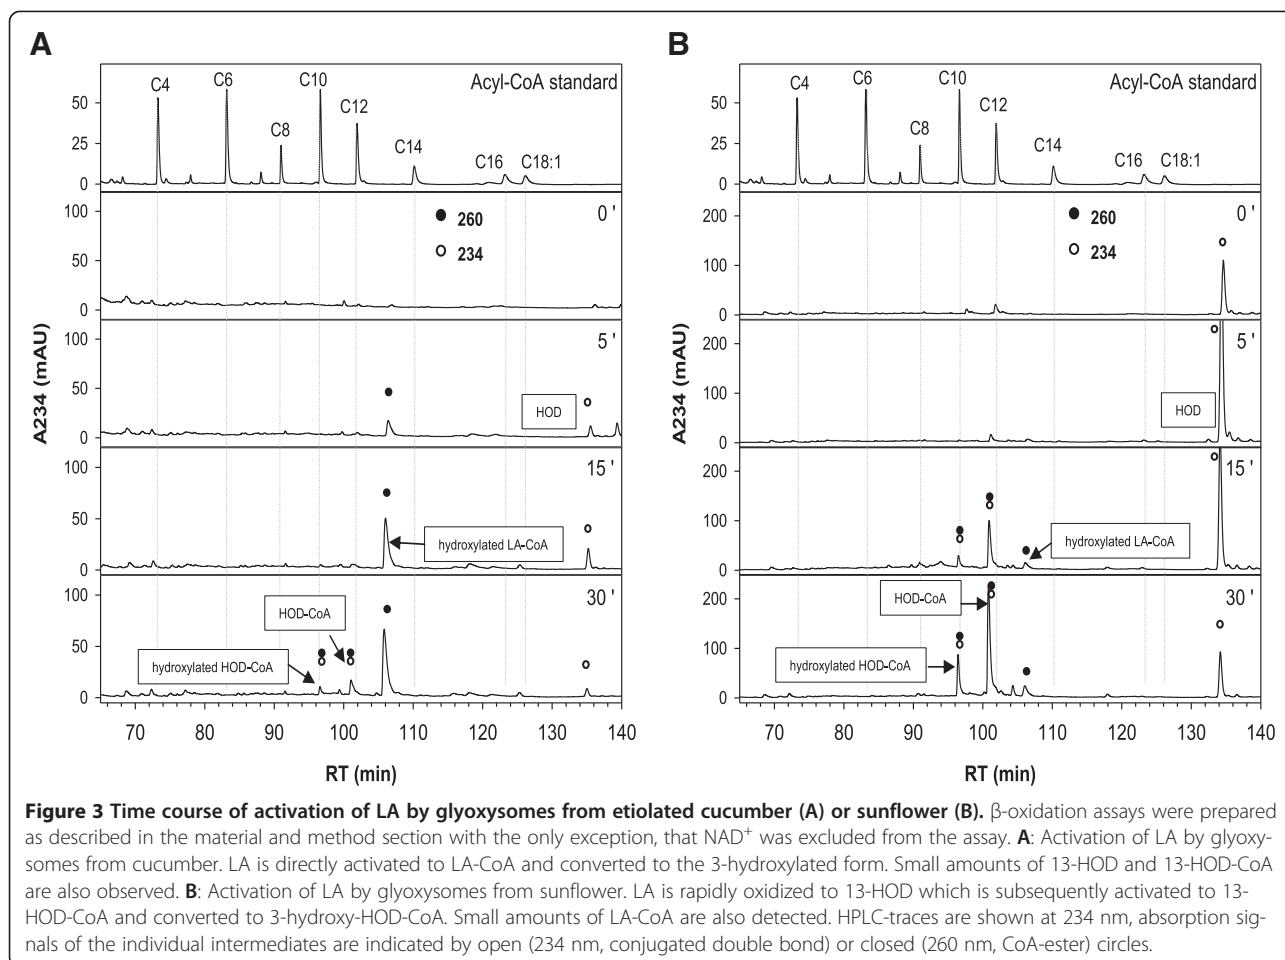 A
Acyl-CoA standard
C4
C6
C8
C10
C12
C14
C16
C18:1
50
25
0
0 '
260
234
100
50
0
5 '
HOD
100
50
0
15 '
hydroxylated LA-CoA
100
50
0
30 '
HOD-CoA
hydroxylated HOD-CoA
100
50
0
A234 (mAU)
70 80 90 100 110 120 130 140
RT (min)
B
Acyl-CoA standard
C4
C6
C8
C10
C12
C14
C16
C18:1
50
25
0
0 '
260
234
200
100
0
5 '
HOD
200
100
0
15 '
hydroxylated LA-CoA
200
100
0
30 '
HOD-CoA
hydroxylated HOD-CoA
200
100
0
A234 (mAU)
70 80 90 100 110 120 130 140
RT (min)
Figure 3 Time course of activation of LA by glyoxysomes from etiolated cucumber (A) or sunflower (B). β-oxidation assays were prepared
as described in the material and method section with the only exception, that NAD⁺ was excluded from the assay. A: Activation of LA by glyoxy-
somes from cucumber. LA is directly activated to LA-CoA and converted to the 3-hydroxylated form. Small amounts of 13-HOD and 13-HOD-CoA
are also observed. B: Activation of LA by glyoxysomes from sunflower. LA is rapidly oxidized to 13-HOD which is subsequently activated to 13-
HOD-CoA and converted to 3-hydroxy-HOD-CoA. Small amounts of LA-CoA are also detected. HPLC-traces are shown at 234 nm, absorption sig-
nals of the individual intermediates are indicated by open (234 nm, conjugated double bond) or closed (260 nm, CoA-ester) circles.